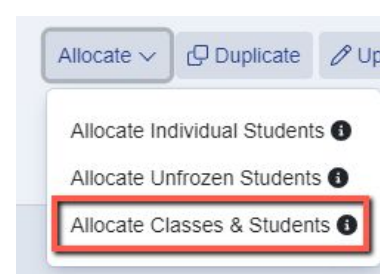 Allocate Duplicate Up
Allocate Individual Students
Allocate Unfrozen Students
Allocate Classes & Students